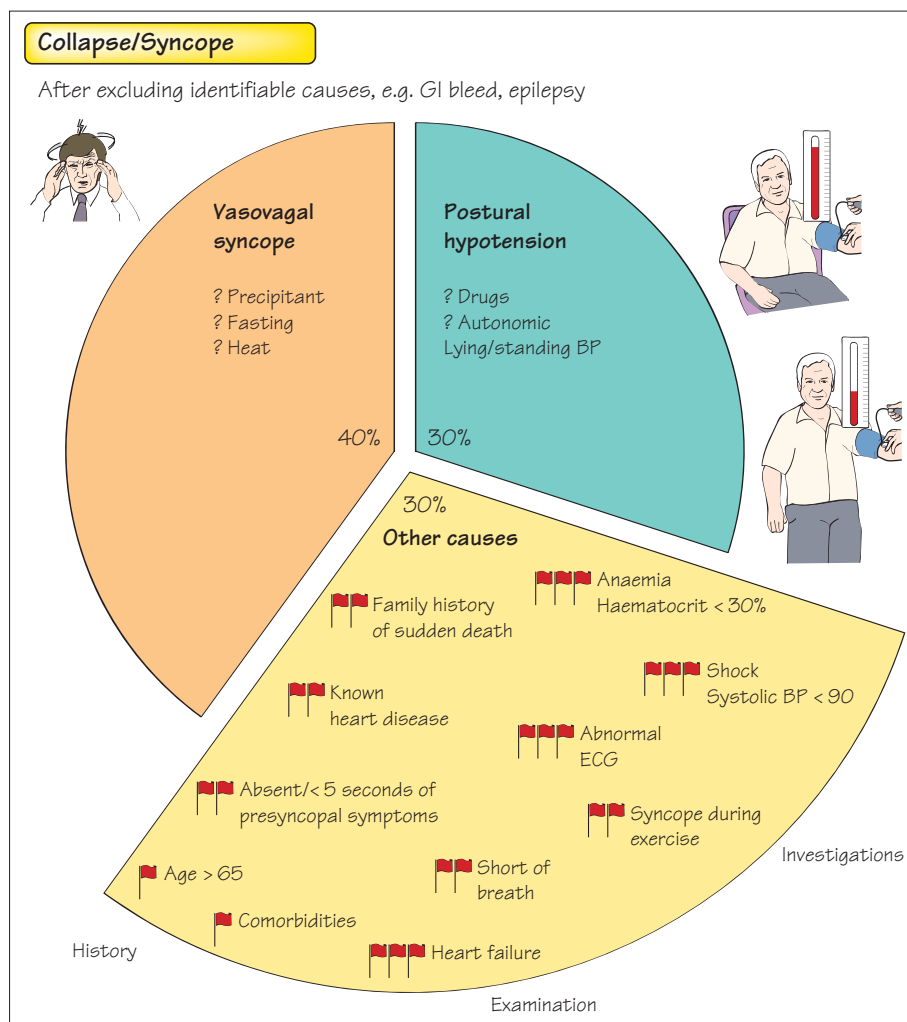 Collapse/Syncope
After excluding identifiable causes, e.g. GI bleed, epilepsy
Vasovagal
syncope
? Precipitant
? Fasting
? Heat
40%
Postural
hypotension
? Drugs
? Autonomic
Lying/standing BP
30%
30%
Other causes
Family history
of sudden death
Anaemia
Haematocrit < 30%
Known
heart disease
Shock
Systolic BP < 90
Abnormal
ECG
Absent/< 5 seconds of
presyncopal symptoms
Syncope during
exercise
Age > 65
Short of
breath
Comorbidities
Heart failure
History
Examination
Investigations